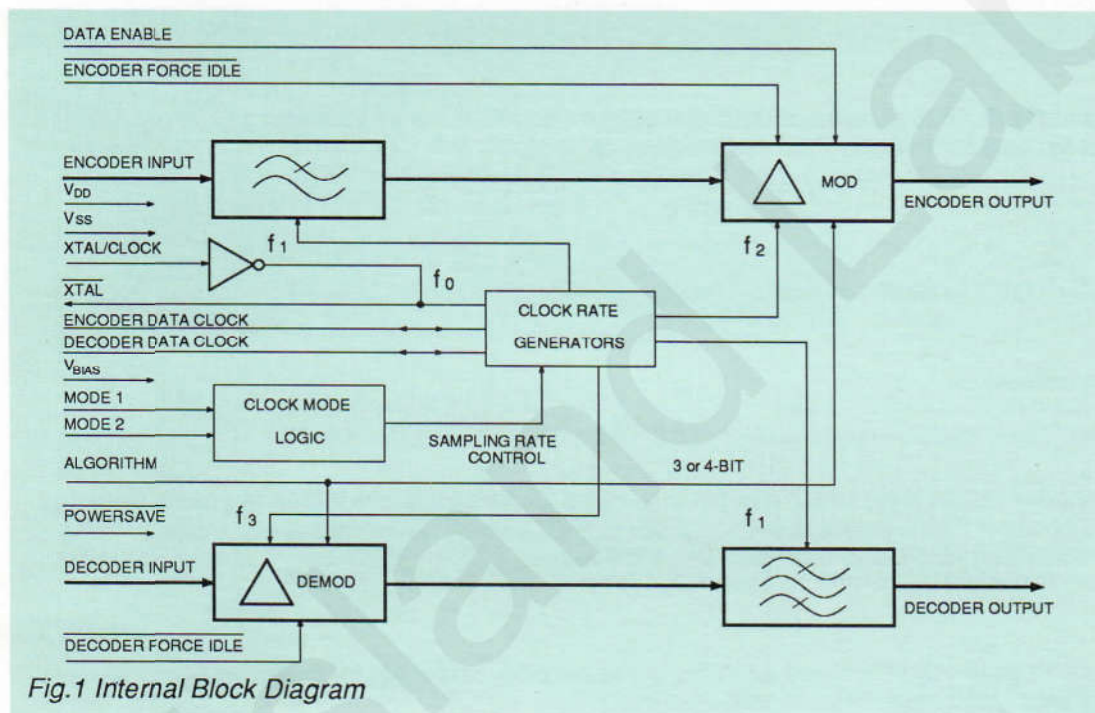 DATA ENABLE
ENCODER FORCE IDLE
ENCODER INPUT
MOD
VDD
ENCODER OUTPUT
VSS
XTAL/CLOCK
f1
f2
f0
XTAL
CLOCK RATE
GENERATORS
ENCODER DATA CLOCK
DECODER DATA CLOCK
VBIAS
MODE 1
CLOCK MODE
LOGIC
MODE 2
SAMPLING RATE
CONTROL
ALGORITHM
3 or 4-BIT
POWERSAVE
f3
f1
DECODER INPUT
DEMOD
DECODER OUTPUT
DECODER FORCE IDLE
Fig.1 Internal Block Diagram